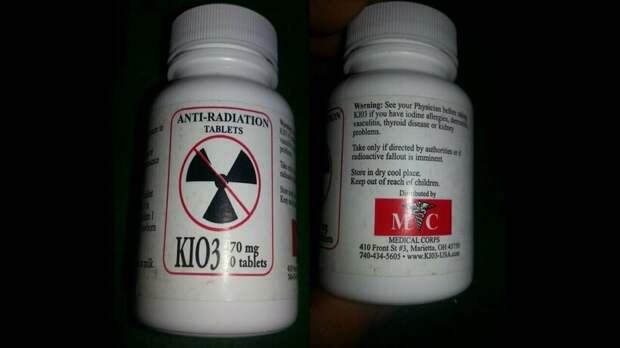 ANTI-RADIATION
TABLETS
KIO3
70 mg
0 tablets
milk.
Warning: See your Physician before taking
KI03 if you have iodine allergies,
vasculitis, thyroid disease or kidney
problems.
Take only if directed by authorities or if
radioactive fallout is imminent
Store in dry cool place.
Keep out of reach of children.
Distributed by
M C
MEDICAL CORPS
410 Front St #3, Marietta, OH 45750
740-434-5605 • www.KI03-USA.com